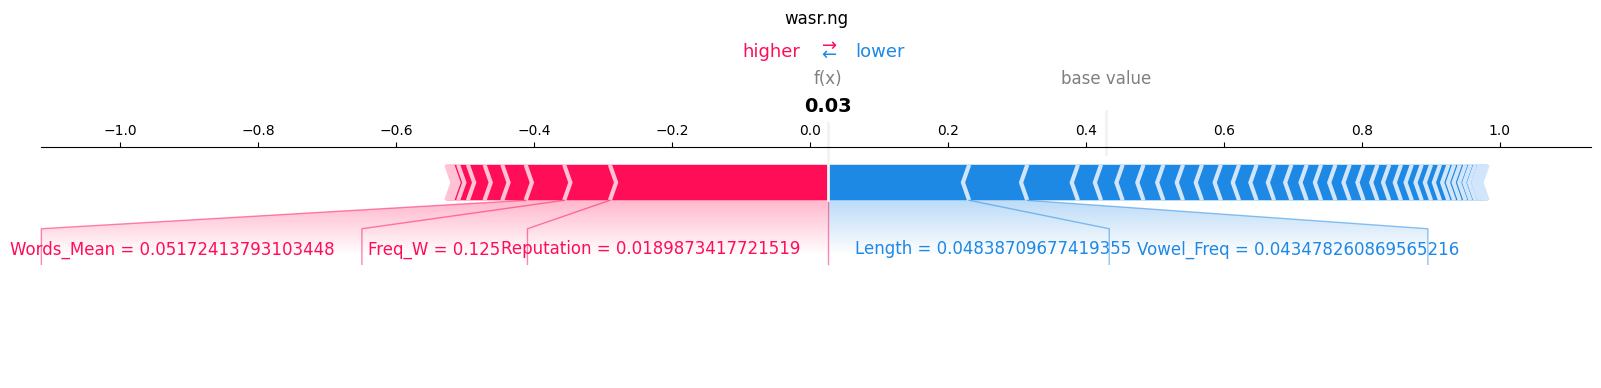 wasr.ng
higher → lower
←
f(x) base value
0.03
−1.0 −0.8 −0.6 −0.4 −0.2 0.0 0.2 0.4 0.6 0.8 1.0
Words_Mean = 0.05172413793103448 Freq_W = 0.125 Reputation = 0.0189873417721519 Length = 0.04838709677419355 Vowel_Freq = 0.043478260869565216